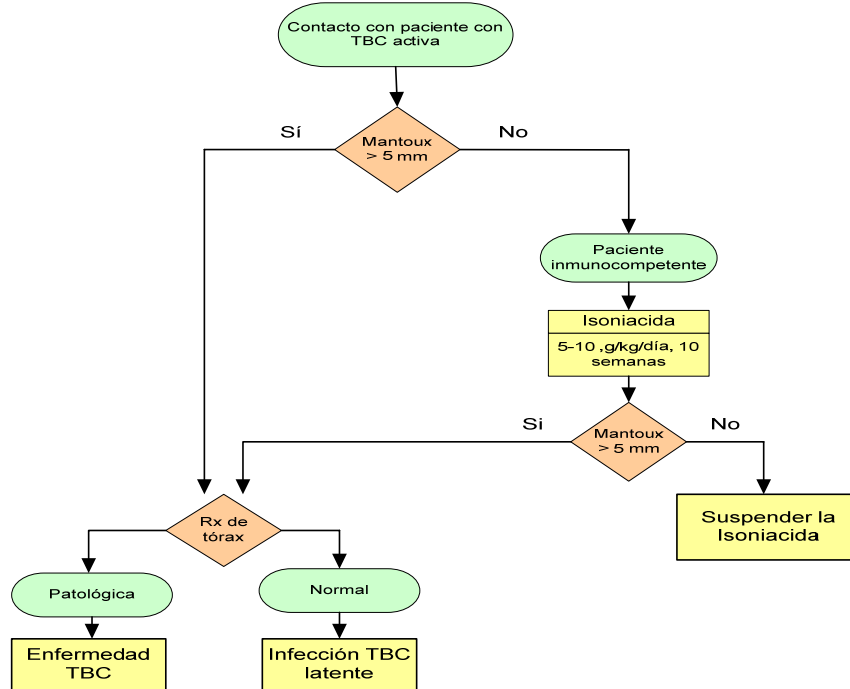 Contacto con paciente con
TBC activa
Sí
Mantoux
> 5 mm
No
Paciente
inmunocompetente
Isoniacida
5-10 ,g/kg/día, 10
semanas
Si
Mantoux
> 5 mm
No
Suspender la
Isoniacida
Rx de
tórax
Patológica
Normal
Enfermedad
TBC
Infección TBC
latente